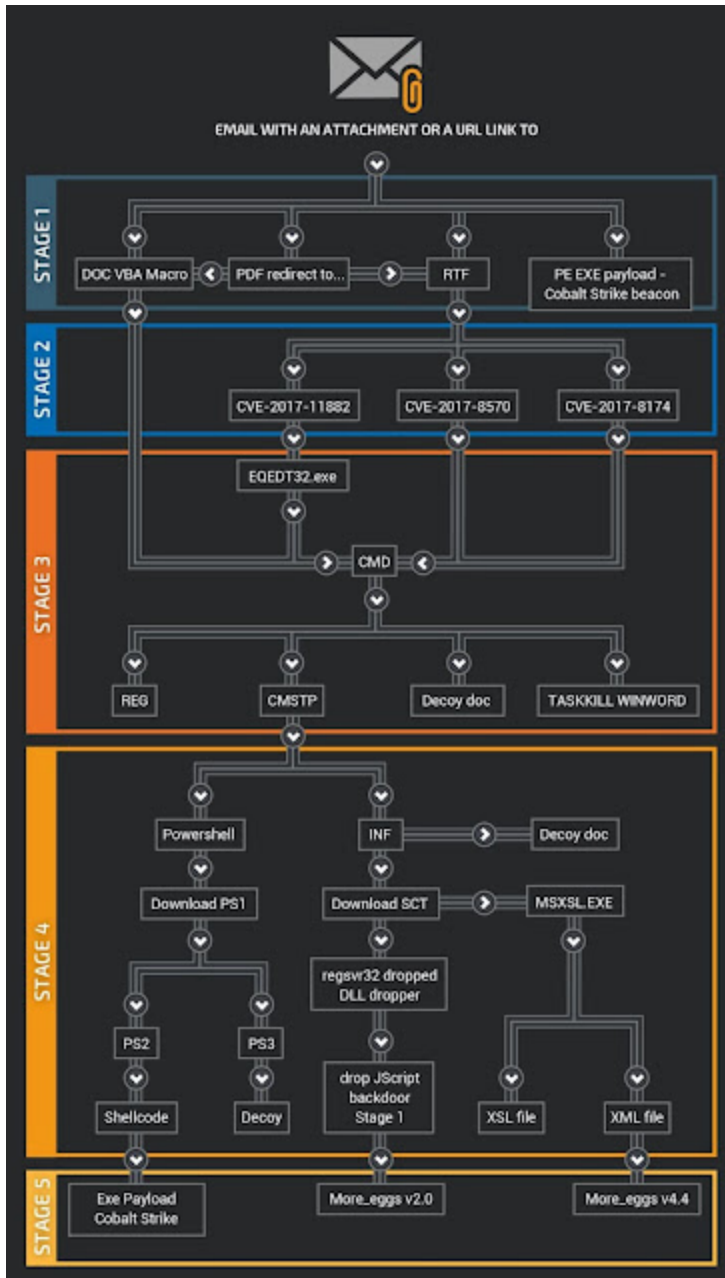 EMAIL WITH AN ATTACHMENT OR A URL LINK TO
STAGE 1
DOC VBA Macro
PDF redirect to...
RTF
PE EXE payload -
Cobalt Strike beacon
STAGE 2
CVE-2017-11882
CVE-2017-8570
CVE-2017-8174
STAGE 3
EQEDT32.exe
CMD
REG
CMSTP
Decoy doc
TASKKILL WINWORD
STAGE 4
Powershell
INF
Decoy doc
Download PS1
Download SCT
MSXSL.EXE
regsvr32 dropped
DLL dropper
PS2
PS3
drop JScript
backdoor
Stage 1
Shellcode
Decoy
XSL file
XML file
STAGE 5
Exe Payload
Cobalt Strike
More_eggs v2.0
More_eggs v4.4